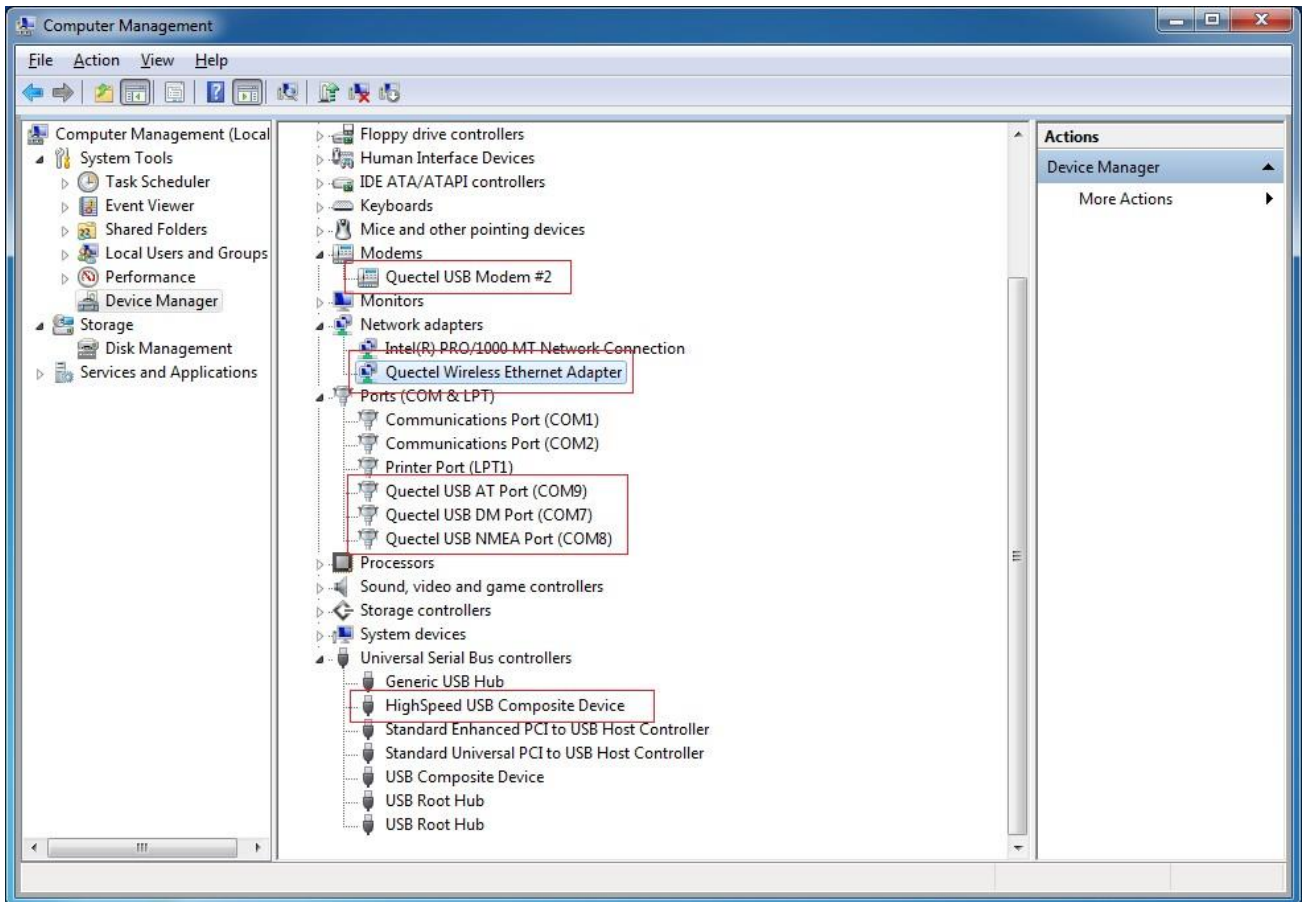 Computer Management
File Action View Help
Computer Management (Local
System Tools
Task Scheduler
Event Viewer
Shared Folders
Local Users and Groups
Performance
Device Manager
Storage
Disk Management
Services and Applications
Floppy drive controllers
Human Interface Devices
IDE ATA/ATAPI controllers
Keyboards
Mice and other pointing devices
Modems
Quectel USB Modem #2
Monitors
Network adapters
Intel(R) PRO/1000 MT Network Connection
Quectel Wireless Ethernet Adapter
Ports (COM & LPT)
Communications Port (COM1)
Communications Port (COM2)
Printer Port (LPT1)
Quectel USB AT Port (COM9)
Quectel USB DM Port (COM7)
Quectel USB NMEA Port (COM8)
Processors
Sound, video and game controllers
Storage controllers
System devices
Universal Serial Bus controllers
Generic USB Hub
HighSpeed USB Composite Device
Standard Enhanced PCI to USB Host Controller
Standard Universal PCI to USB Host Controller
USB Composite Device
USB Root Hub
USB Root Hub
Actions
Device Manager
More Actions